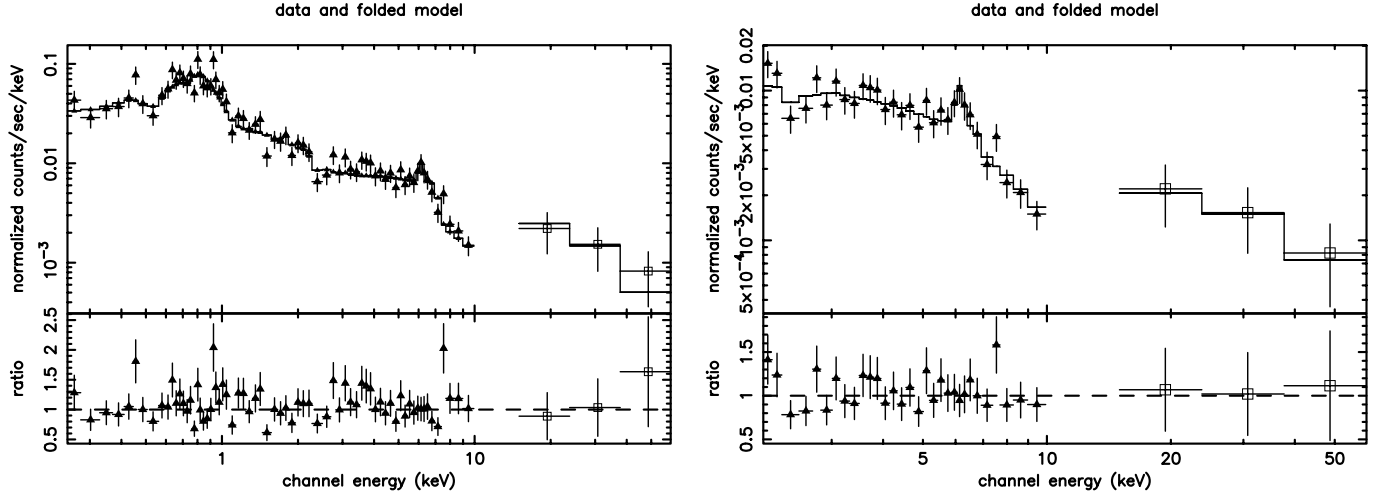 data and folded model
normalized counts/sec/keV
0.1
0.01
10⁻³
ratio
2.5
2
1.5
1
0.5
1
10
channel energy (keV)
data and folded model
normalized counts/sec/keV
0.02
0.01
5×10⁻³
2×10⁻³
10⁻³
5×10⁻⁴
ratio
1.5
1
0.5
5
10
20
50
channel energy (keV)